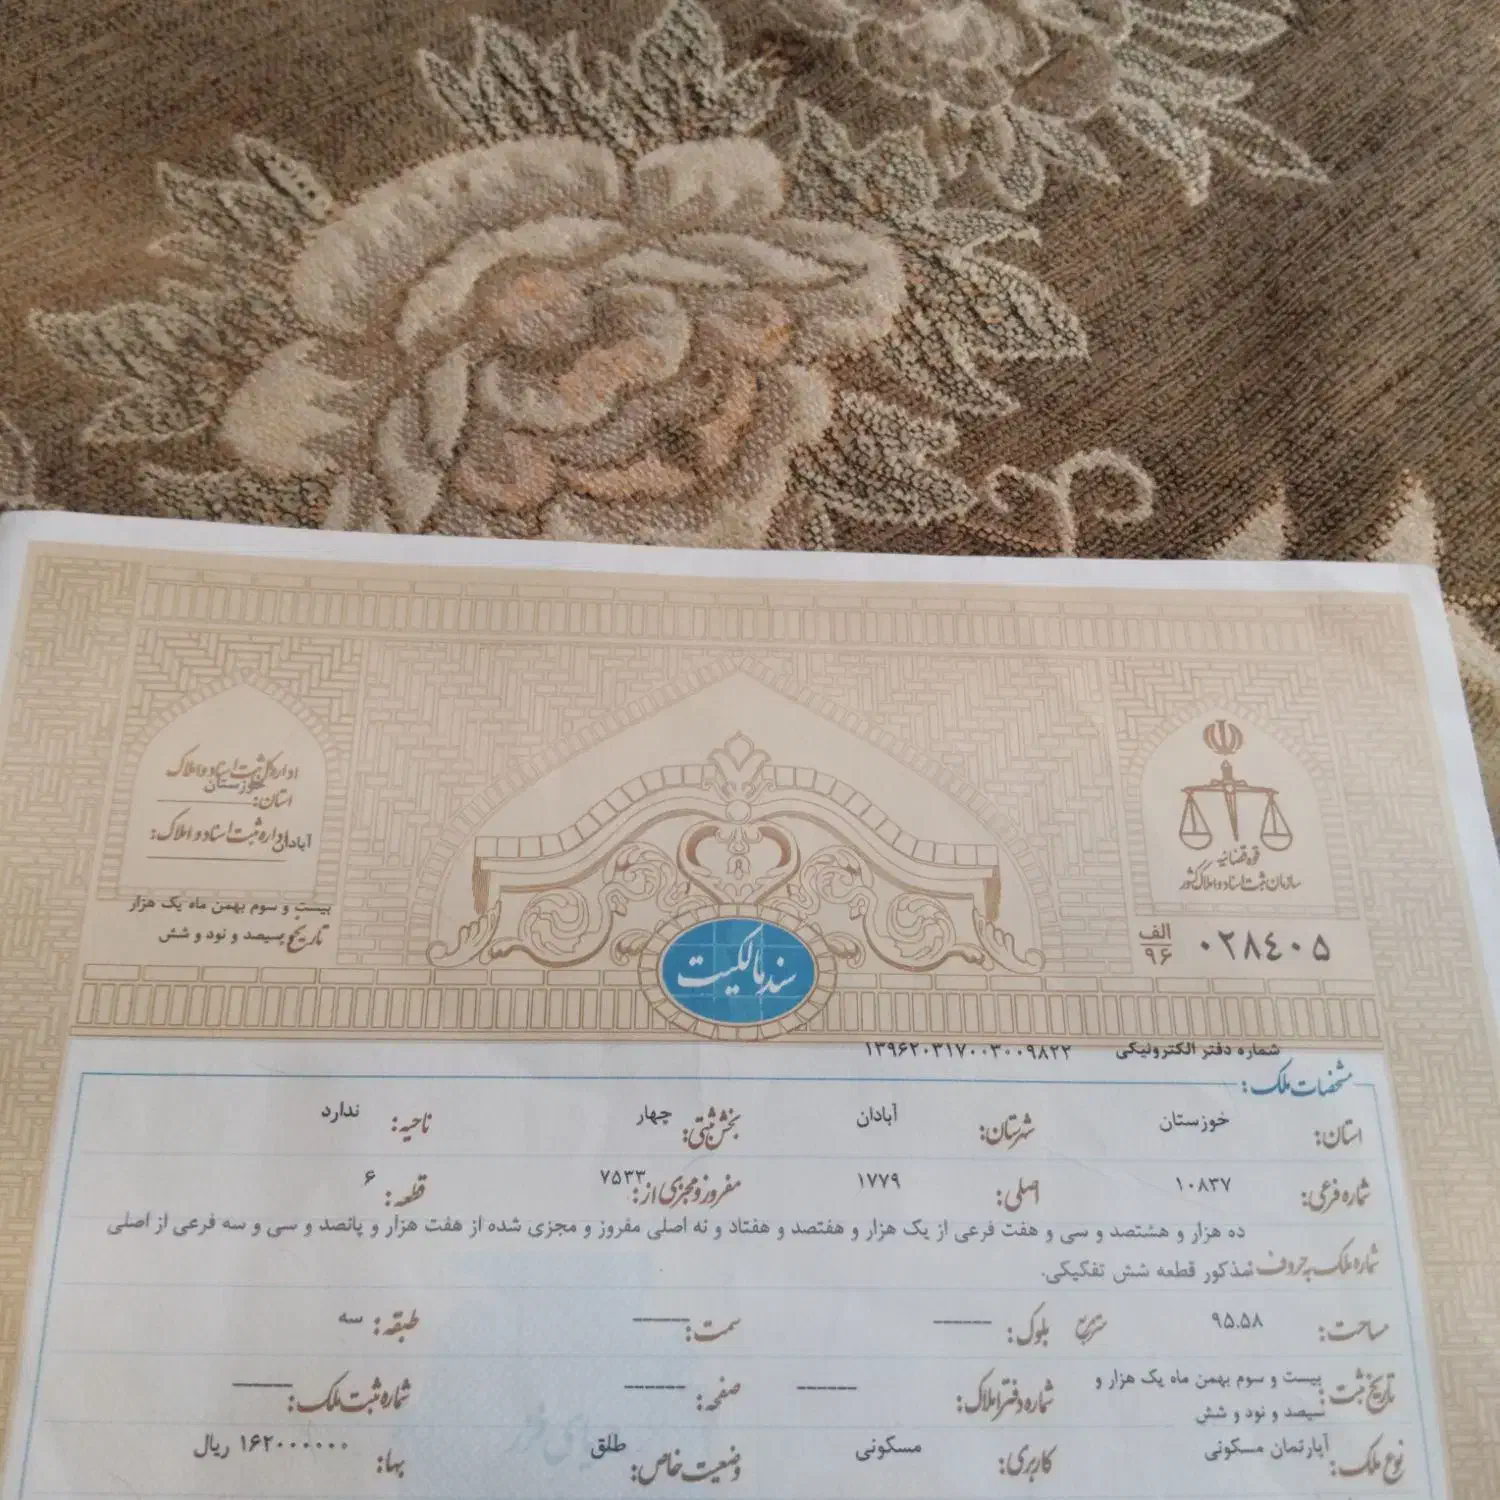 قوه قضائیه
سازمان ثبت اسناد و املاک کشور
الف
۹۶
۰۲۸۴۰۵
اداره کل ثبت اسناد و املاک
استان: خوزستان
اداره ثبت اسناد و املاک: آبادان
تاریخ: بیست و سوم بهمن ماه یک هزار
و سیصد و نود و شش
سند مالکیت
شماره دفتر الکترونیکی ۱۳۹۶۲۰۳۱۷۰۰۳۰۰۹۸۲۲
مشخصات ملک:
استان: خوزستان شهرستان: آبادان بخش ثبتی: چهار ناحیه: ندارد
شماره فرعی: ۱۰۸۳۷ اصلی: ۱۷۷۹ مفروز و مجزی از: ۷۵۳۳ قطعه: ۶
ده هزار و هشتصد و سی و هفت فرعی از یک هزار و هفتصد و هفتاد و نه اصلی مفروز و مجزی شده از هفت هزار و پانصد و سی و سه فرعی از اصلی
شماره ملک به حروف: مذکور قطعه شش تفکیکی.
مساحت: ۹۵.۵۸ مترمربع بلوک: ------ سمت: ------ طبقه: سه
تاریخ ثبت: بیست و سوم بهمن ماه یک هزار و
سیصد و نود و شش
شماره دفتر املاک: ------ صفحه: ------ شماره ثبت ملک: ------
نوع ملک: آپارتمان مسکونی کاربری: مسکونی وضعیت خاص: طلق بها: ۱۶۲۰۰۰۰۰۰ ریال